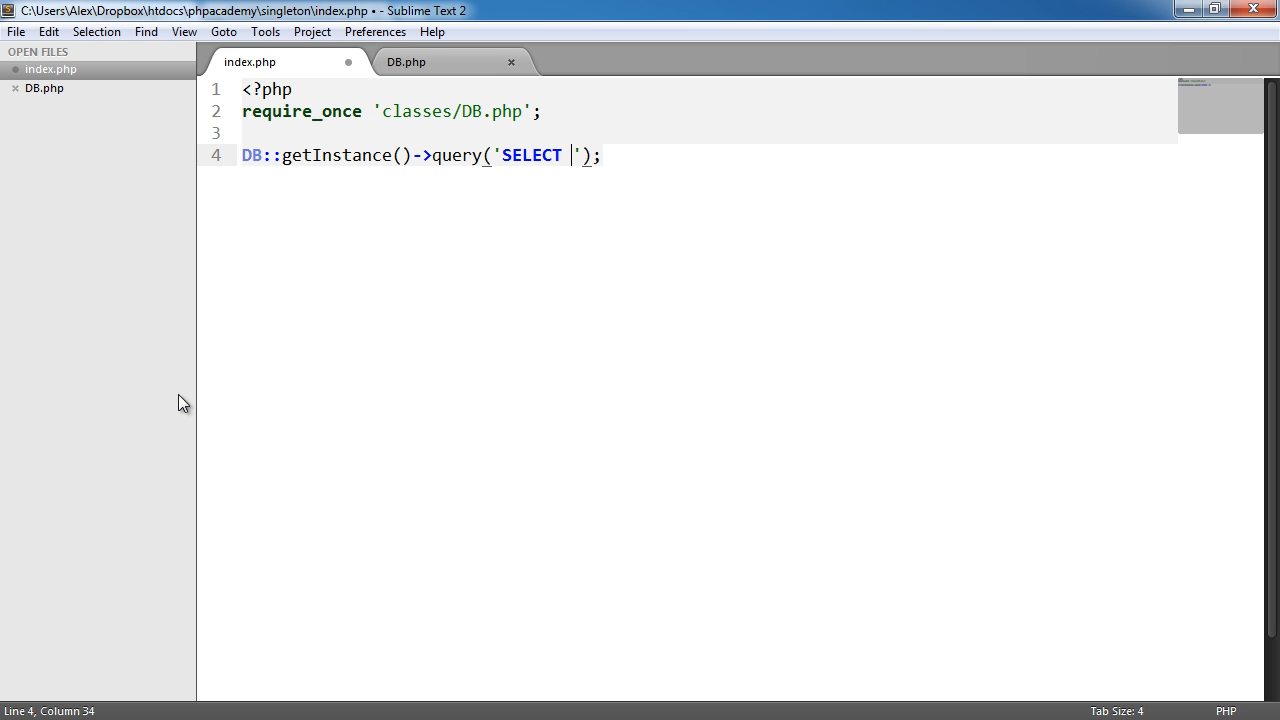 C:\Users\Alex\Dropbox\htdocs\phpacademy\singleton\index.php • - Sublime Text 2
File Edit Selection Find View Goto Tools Project Preferences Help
OPEN FILES
index.php
DB.php
index.php
DB.php
1 <?php
2 require_once 'classes/DB.php';
3
4 DB::getInstance()->query('SELECT ');
Line 4, Column 34
Tab Size: 4
PHP